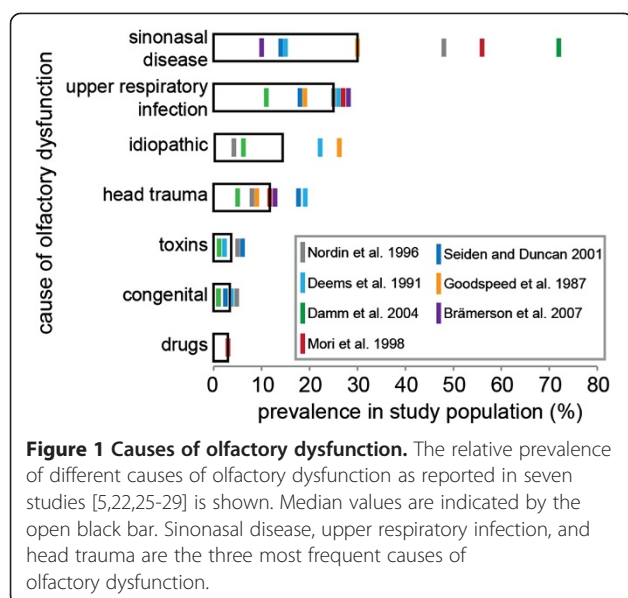 cause of olfactory dysfunction
sinonasal
disease
upper respiratory
infection
idiopathic
head trauma
toxins
congenital
drugs
Nordin et al. 1996
Seiden and Duncan 2001
Deems et al. 1991
Goodspeed et al. 1987
Damm et al. 2004
Brämerson et al. 2007
Mori et al. 1998
0 10 20 30 40 50 60 70 80
prevalence in study population (%)
Figure 1 Causes of olfactory dysfunction. The relative prevalence
of different causes of olfactory dysfunction as reported in seven
studies [5,22,25-29] is shown. Median values are indicated by the
open black bar. Sinonasal disease, upper respiratory infection, and
head trauma are the three most frequent causes of
olfactory dysfunction.